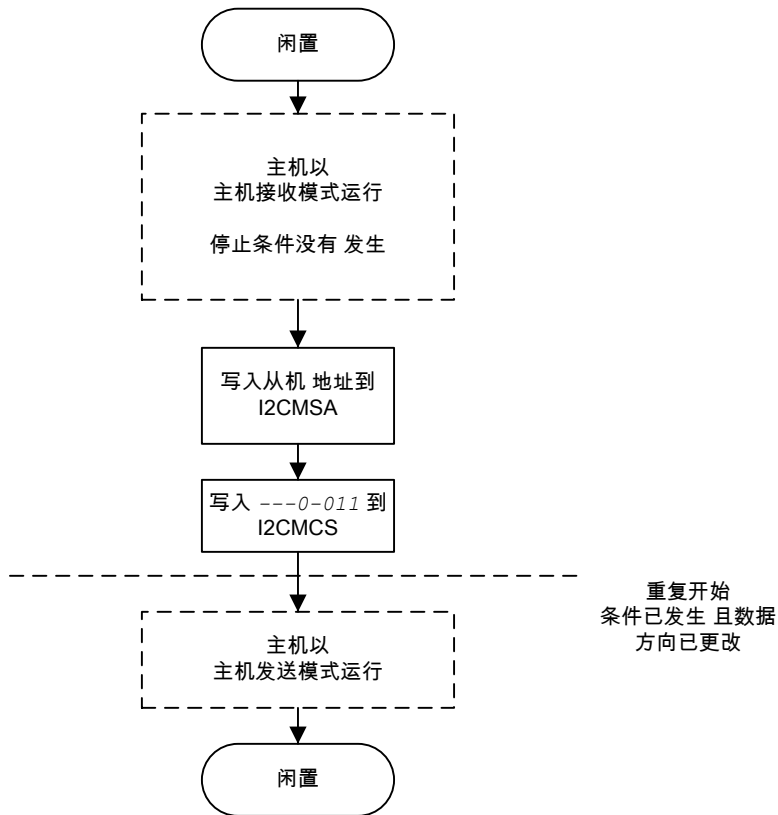 闲置
主机以
主机接收模式运行
停止条件没有 发生
写入从机 地址到
I2CMSA
写入 ---0-011 到
I2CMCS
重复开始
条件已发生 且数据
方向已更改
主机以
主机发送模式运行
闲置